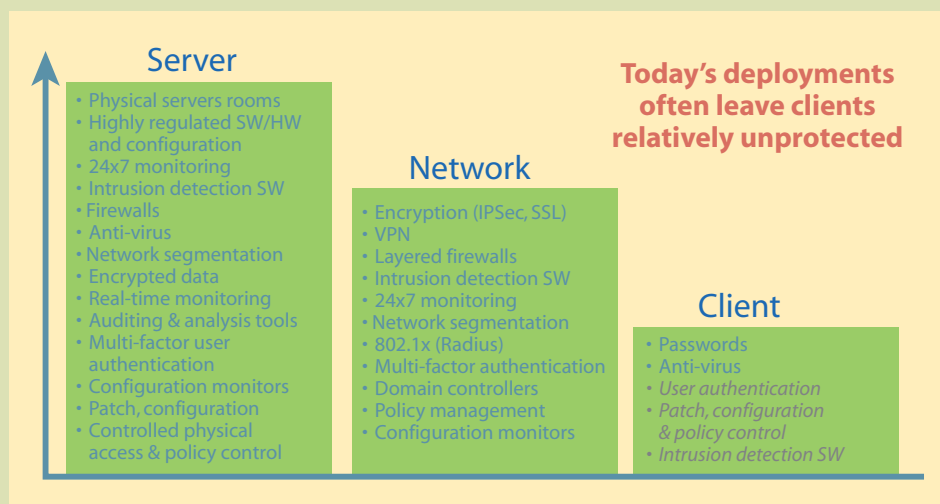 Server
• Physical servers rooms
• Highly regulated SW/HW
and configuration
• 24x7 monitoring
• Intrusion detection SW
• Firewalls
• Anti-virus
• Network segmentation
• Encrypted data
• Real-time monitoring
• Auditing & analysis tools
• Multi-factor user
authentication
• Configuration monitors
• Patch, configuration
• Controlled physical
access & policy control
Network
• Encryption (IPSec, SSL)
• VPN
• Layered firewalls
• Intrusion detection SW
• 24x7 monitoring
• Network segmentation
• 802.1x (Radius)
• Multi-factor authentication
• Domain controllers
• Policy management
• Configuration monitors
Today's deployments
often leave clients
relatively unprotected
Client
• Passwords
• Anti-virus
• User authentication
• Patch, configuration
& policy control
• Intrusion detection SW